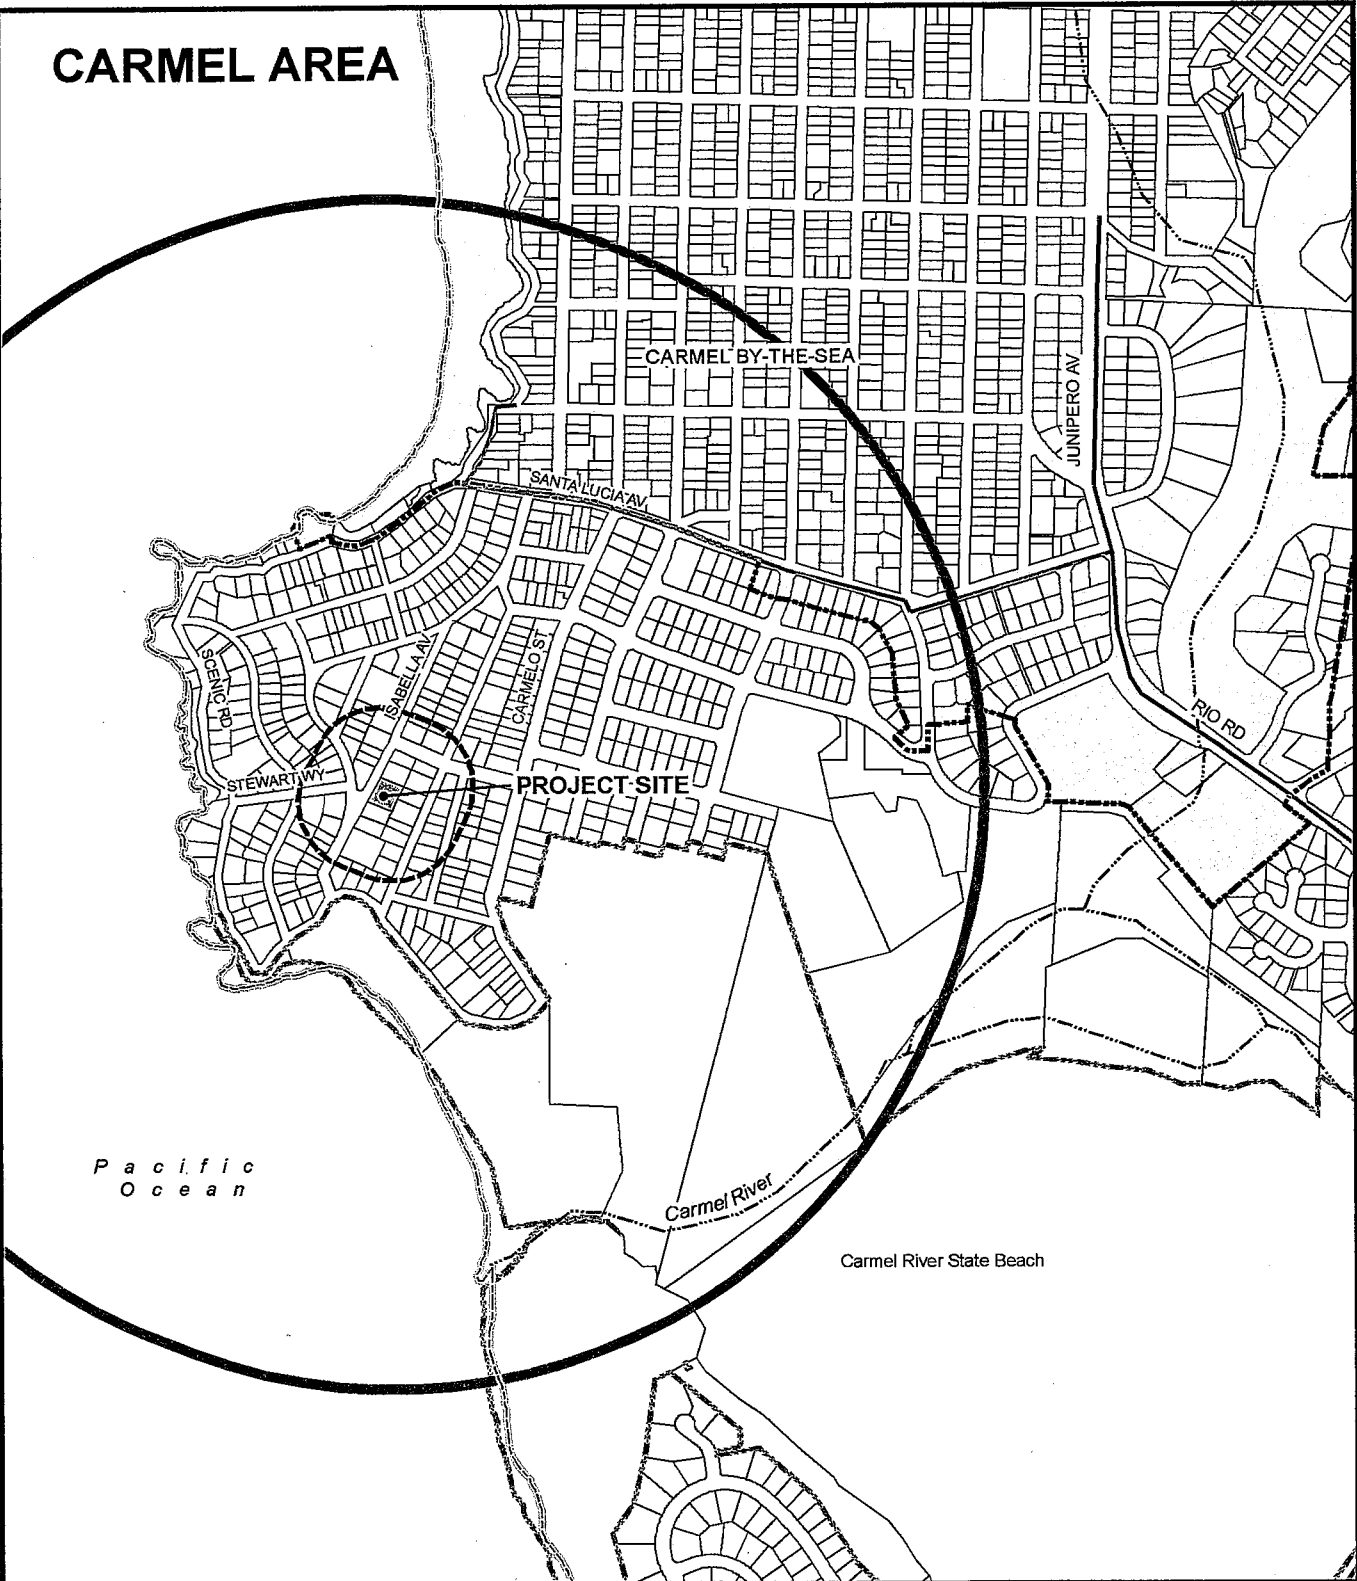 CARMEL AREA
CARMEL BY-THE-SEA
JUNIPERO AV
SANTA LUCIA AV
SCENIC RD
ISABELLA AV
CARMELO ST
RIO RD
STEWART WY
PROJECT SITE
Pacific
Ocean
Carmel River
Carmel River State Beach